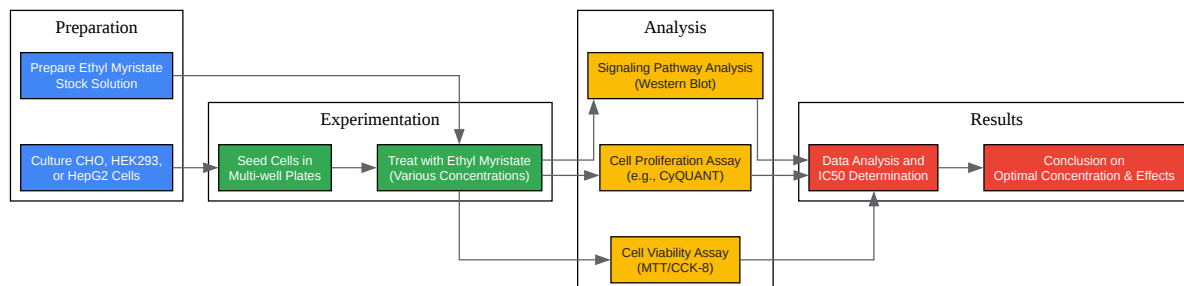 Preparation
Prepare Ethyl Myristate
Stock Solution
Culture CHO, HEK293,
or HepG2 Cells
Experimentation
Seed Cells in
Multi-well Plates
Treat with Ethyl Myristate
(Various Concentrations)
Analysis
Signaling Pathway Analysis
(Western Blot)
Cell Proliferation Assay
(e.g., CyQUANT)
Cell Viability Assay
(MTT/CCK-8)
Results
Data Analysis and
IC50 Determination
Conclusion on
Optimal Concentration & Effects